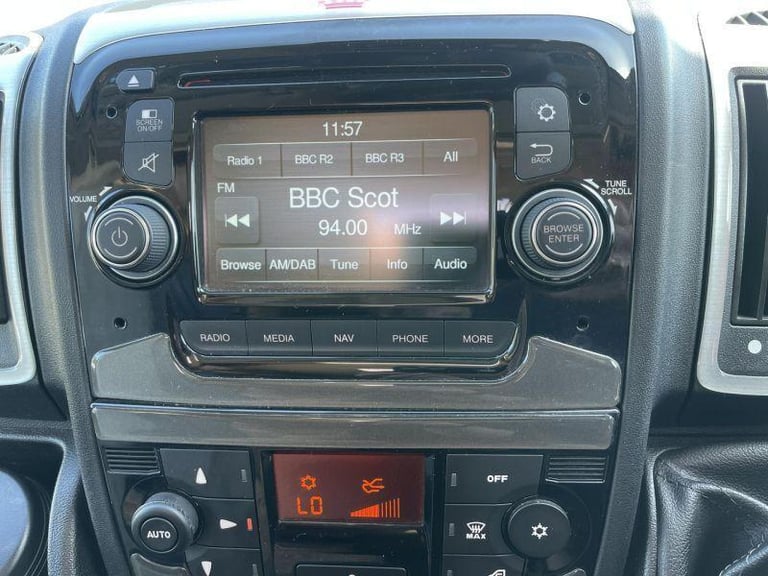 11:57
SCREEN
ON/OFF
Radio 1 BBC R2 BBC R3 All
BACK
FM
BBC Scot
VOLUME
TUNE
SCROLL
94.00 MHz
BROWSE
ENTER
Browse AM/DAB Tune Info Audio
RADIO MEDIA NAV PHONE MORE
OFF
LO
AUTO
MAX